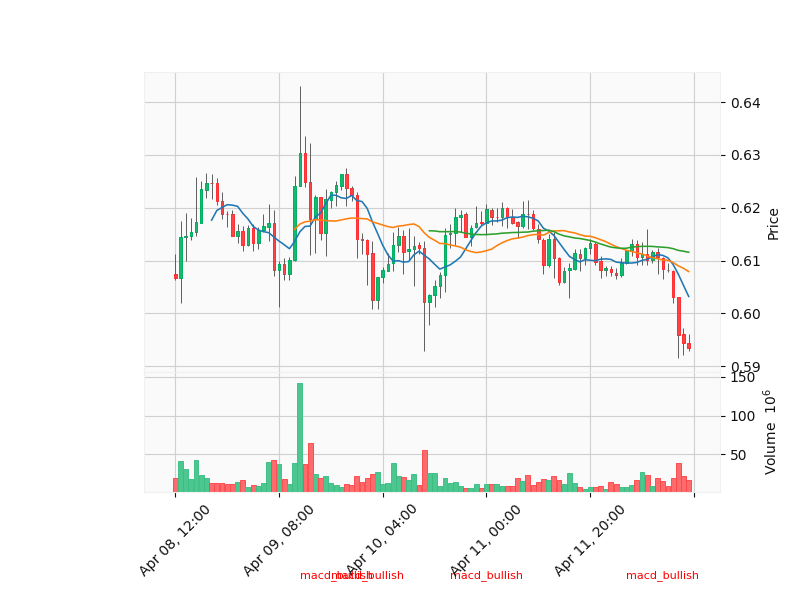 0.64
0.63
0.62
0.61
0.60
0.59
Price
150
100
50
Volume 10^6
Apr 08, 12:00
Apr 09, 08:00
Apr 10, 04:00
Apr 11, 00:00
Apr 11, 20:00
macd_bullish
macd_bullish
macd_bullish
macd_bullish